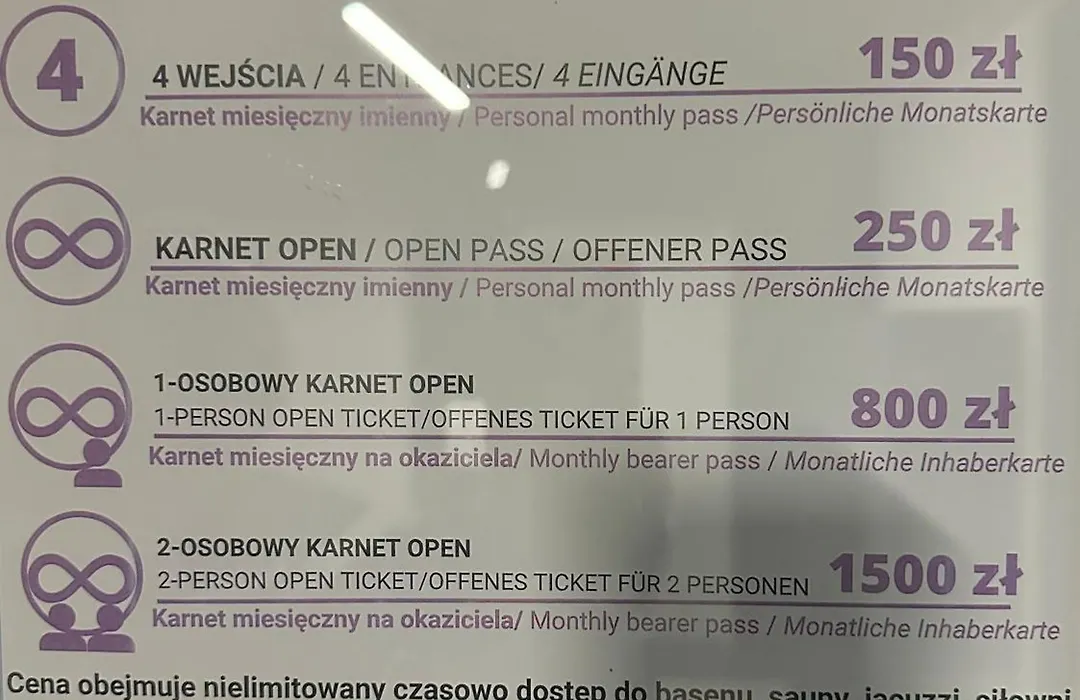 4
4 WEJŚCIA / 4 ENTRANCES/ 4 EINGÄNGE 150 zł
Karnet miesięczny imienny / Personal monthly pass /Persönliche Monatskarte
KARNET OPEN / OPEN PASS / OFFENER PASS 250 zł
Karnet miesięczny imienny / Personal monthly pass /Persönliche Monatskarte
1-OSOBOWY KARNET OPEN
1-PERSON OPEN TICKET/OFFENES TICKET FÜR 1 PERSON 800 zł
Karnet miesięczny na okaziciela/ Monthly bearer pass / Monatliche Inhaberkarte
2-OSOBOWY KARNET OPEN
2-PERSON OPEN TICKET/OFFENES TICKET FÜR 2 PERSONEN 1500 zł
Karnet miesięczny na okaziciela/ Monthly bearer pass / Monatliche Inhaberkarte
Cena obejmuje nielimitowany czasowo dostęp do basenu, sauny, jacuzzi, siłowni